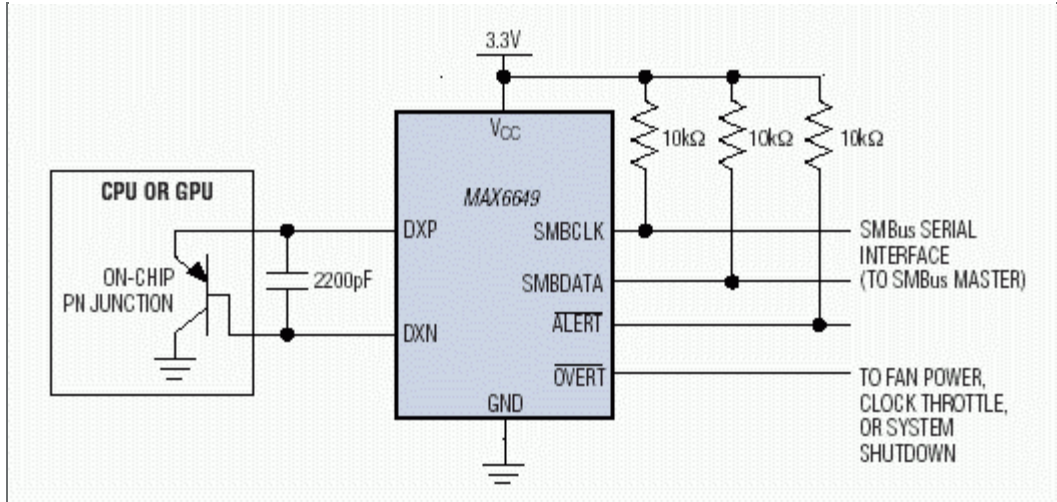 3.3V
VCC
10kΩ
10kΩ
10kΩ
CPU OR GPU
MAX6649
DXP
SMBCLK
SMBus SERIAL
INTERFACE
(TO SMBus MASTER)
ON-CHIP
PN JUNCTION
2200pF
SMBDATA
DXN
ALERT
OVERT
GND
TO FAN POWER,
CLOCK THROTTLE,
OR SYSTEM
SHUTDOWN